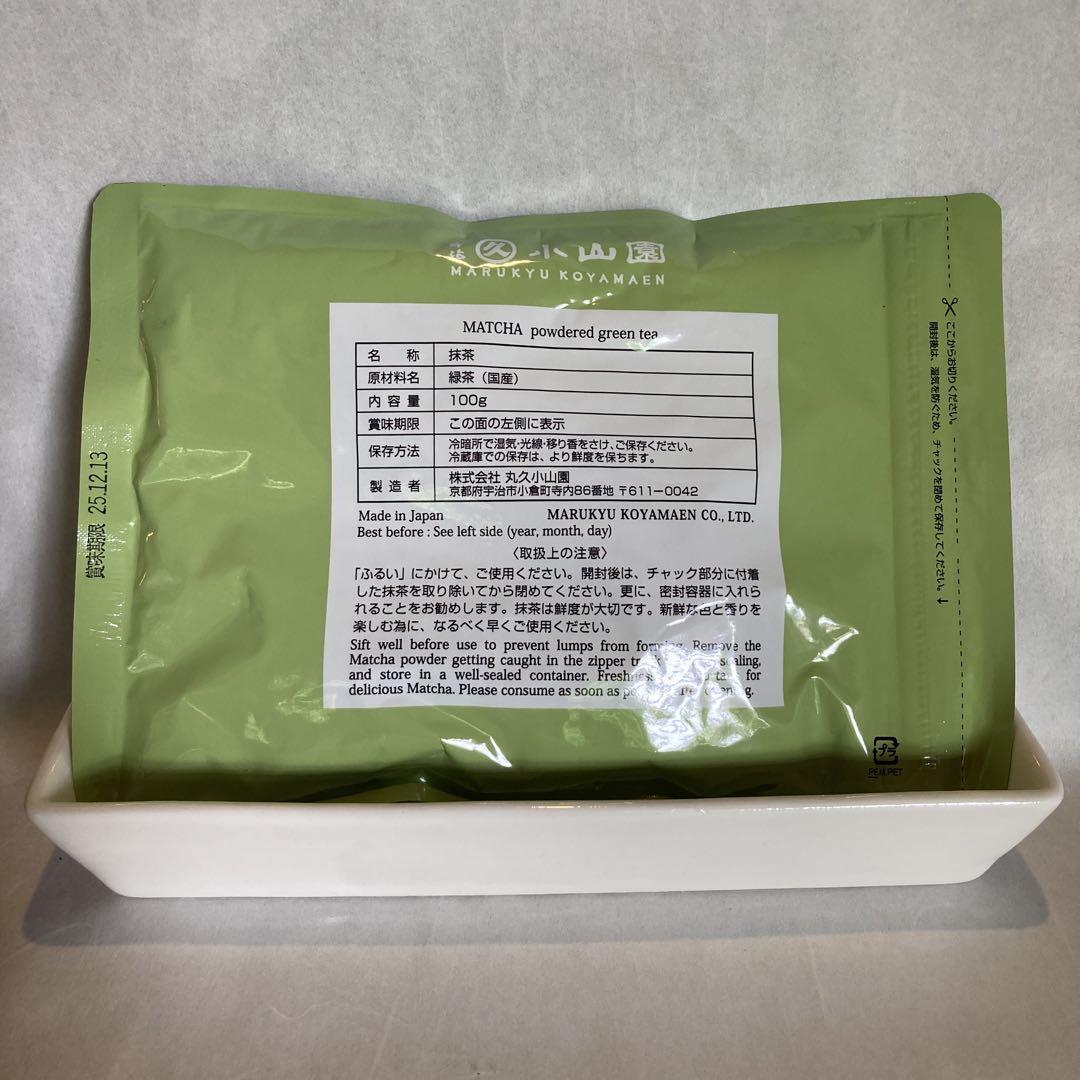 久小山園
MARUKYU KOYAMAEN
MATCHA powdered green tea
名 称 抹茶
原材料名 緑茶（国産）
内容量 100g
賞味期限 この面の左側に表示
保存方法 冷暗所で湿気・光線・移り香をさけ、ご保存ください。
冷蔵庫での保存は、より鮮度を保ちます。
製造者 株式会社 丸久小山園
京都府宇治市小倉町寺内86番地 〒611-0042
Made in Japan MARUKYU KOYAMAEN CO., LTD.
Best before : See left side (year, month, day)
〈取扱上の注意〉
「ふるい」にかけて、ご使用ください。開封後は、チャック部分に付着
した抹茶を取り除いてから閉めてください。更に、密封容器に入れら
れることをお勧めします。抹茶は鮮度が大切です。新鮮な色と香りを
楽しむ為に、なるべく早くご使用ください。
Sift well before use to prevent lumps from forming. Remove the
Matcha powder getting caught in the zipper
and store in a well-sealed container. for
delicious Matcha. Please consume as soon as
賞味期限 25.12.13
ここからお切りください。
開封後は、湿気を防ぐため、チャックを閉めて保存してください。↓
プラ
PE,M,PET